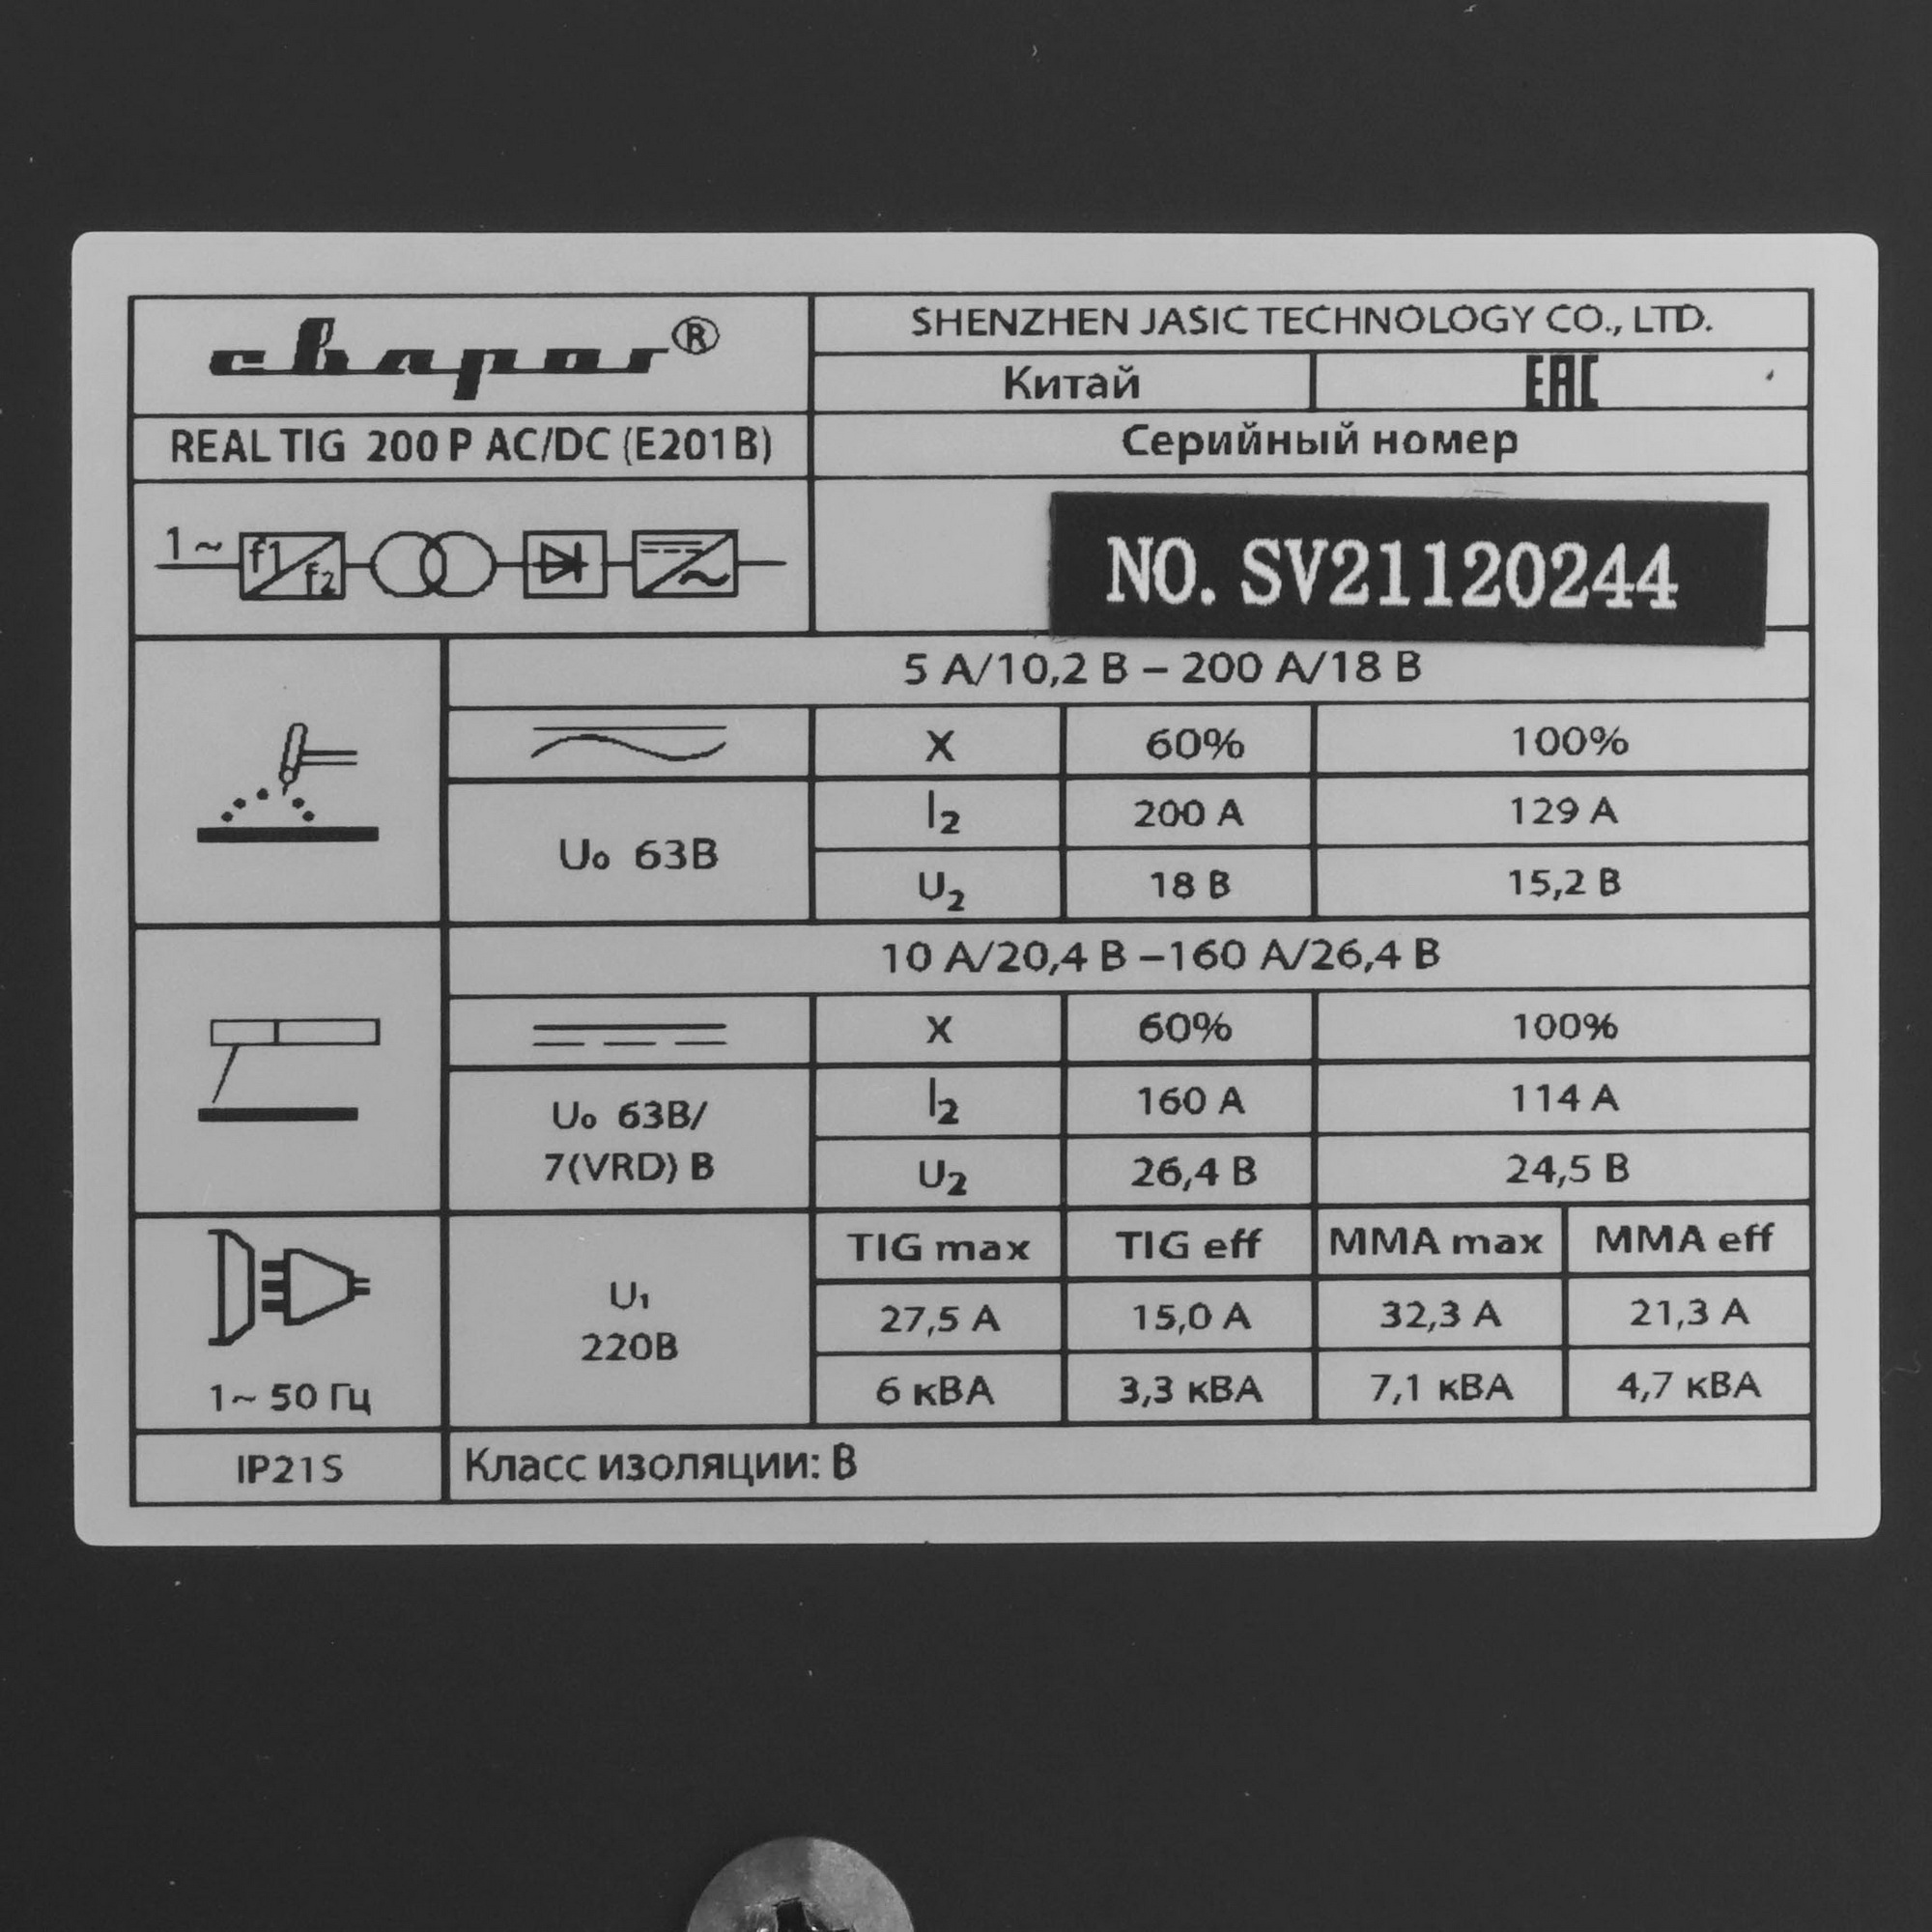 сварог®
SHENZHEN JASIC TECHNOLOGY CO., LTD.
Китай EAC
REAL TIG 200 P AC/DC (E201B)
Серийный номер
1~ f1 f2
NO. SV21120244
5 А/10,2 В – 200 А/18 В
X 60% 100%
I2 200 А 129 А
U0 63В
U2 18 В 15,2 В
10 А/20,4 В –160 А/26,4 В
X 60% 100%
I2 160 А 114 А
U0 63В/
7(VRD) В
U2 26,4 В 24,5 В
TIG max TIG eff MMA max MMA eff
U1
220В
27,5 А 15,0 А 32,3 А 21,3 А
1~ 50 Гц
6 кВА 3,3 кВА 7,1 кВА 4,7 кВА
IP21S Класс изоляции: В